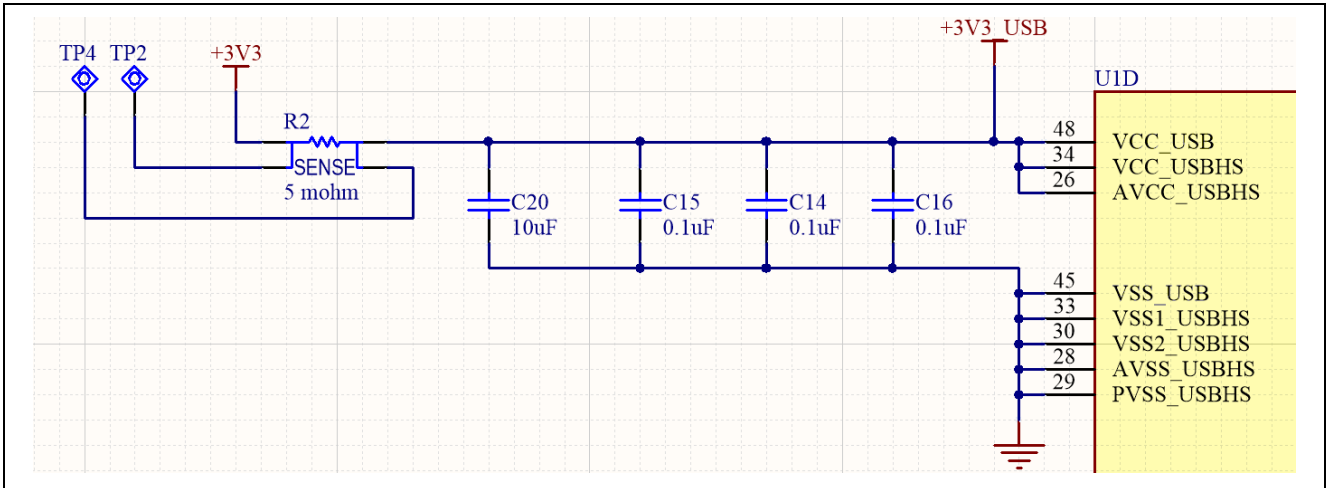 +3V3_USB
TP4 TP2 +3V3
U1D
R2
SENSE
5 mohm
48 VCC_USB
34 VCC_USBHS
26 AVCC_USBHS
C20 C15 C14 C16
10uF 0.1uF 0.1uF 0.1uF
45 VSS_USB
33 VSS1_USBHS
30 VSS2_USBHS
28 AVSS_USBHS
29 PVSS_USBHS